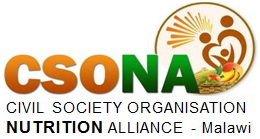 CSONA
CIVIL SOCIETY ORGANISATION
NUTRITION ALLIANCE - Malawi